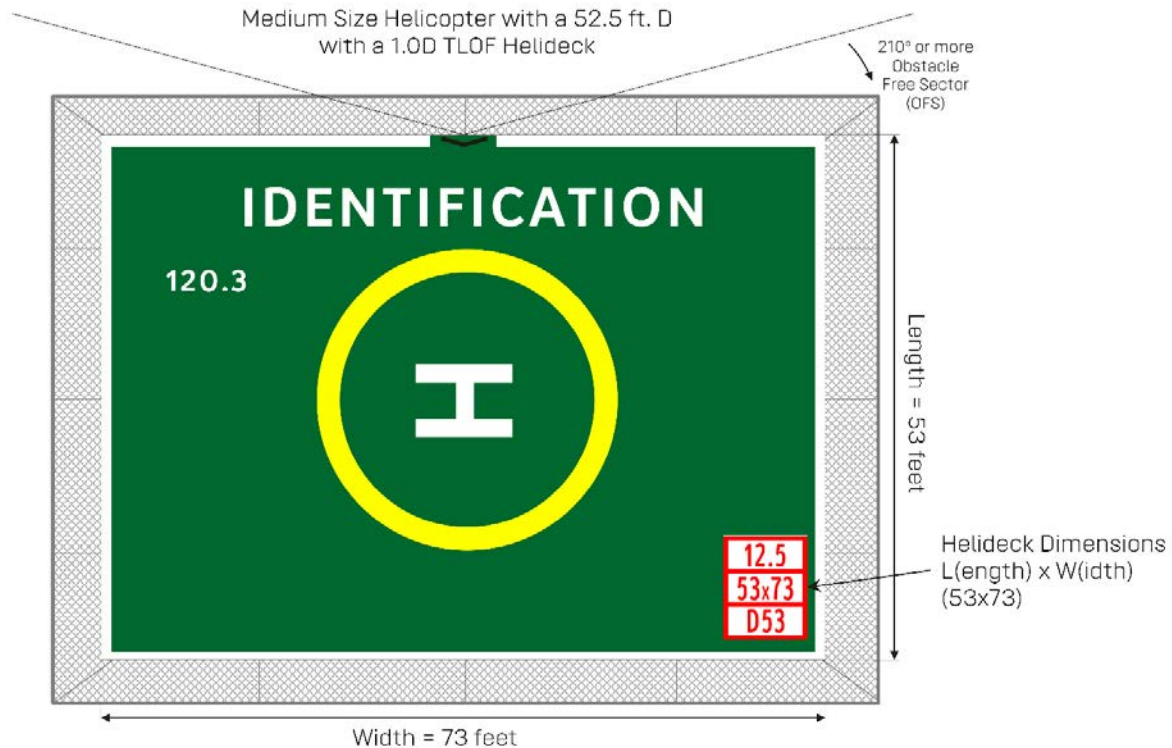 Medium Size Helicopter with a 52.5 ft. D
with a 1.0D TLOF Helideck
210° or more
Obstacle
Free Sector
(OFS)
IDENTIFICATION
120.3
H
Length = 53 feet
12.5
53x73
D53
Helideck Dimensions
L(ength) x W(idth)
(53x73)
Width = 73 feet